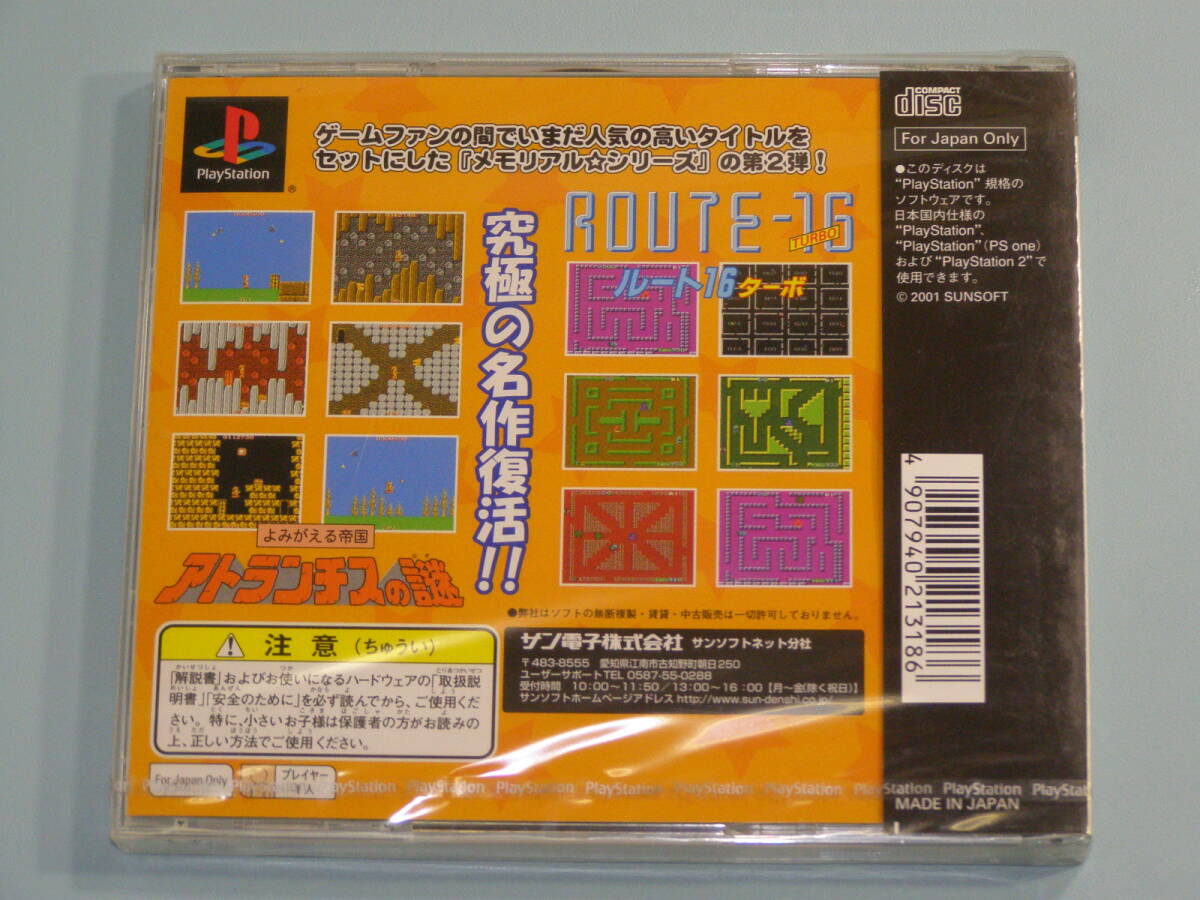 PlayStation
®
ゲームファンの間でいまだ人気の高いタイトルを
セットにした『メモリアル☆シリーズ』の第2弾!
究極の名作復活!!
よみがえる帝国
アトランチスの謎
ROUTE-16
TURBO
ルート16ターボ
●弊社はソフトの無断複製・賃貸・中古販売は一切許可しておりません。
サン電子株式会社 サンソフトネット分社
〒483-8555 愛知県江南市古知野町朝日250
ユーザーサポート TEL 0587-55-0288
受付時間 10:00~11:50/13:00~16:00【月~金(除く祝日)】
サンソフトホームページアドレス http://www.sun-denshi.co.jp/
注意(ちゅうい)
「解説書」およびお使いになるハードウェアの「取扱説
明書」「安全のために」を必ず読んでから、ご使用くだ
さい。特に、小さいお子様は保護者の方がお読みの
上、正しい方法でご使用ください。
For Japan Only
プレイヤー
1人
PlayStation PlayStation PlayStation PlayStation PlayStation PlayStation PlayStation PlayStation PlayStation
COMPACT
disc
For Japan Only
●このディスクは
"PlayStation" 規格の
ソフトウェアです。
日本国内仕様の
"PlayStation"、
"PlayStation"(PS one)
および"PlayStation 2"で
使用できます。
© 2001 SUNSOFT
4 907940 213186
MADE IN JAPAN